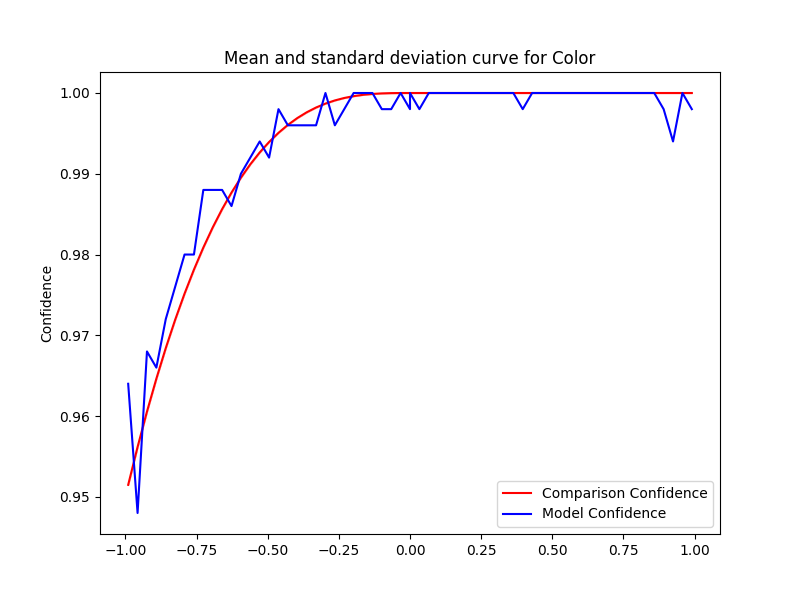 Mean and standard deviation curve for Color
1.00
0.99
0.98
0.97
0.96
0.95
Confidence
Comparison Confidence
Model Confidence
−1.00 −0.75 −0.50 −0.25 0.00 0.25 0.50 0.75 1.00